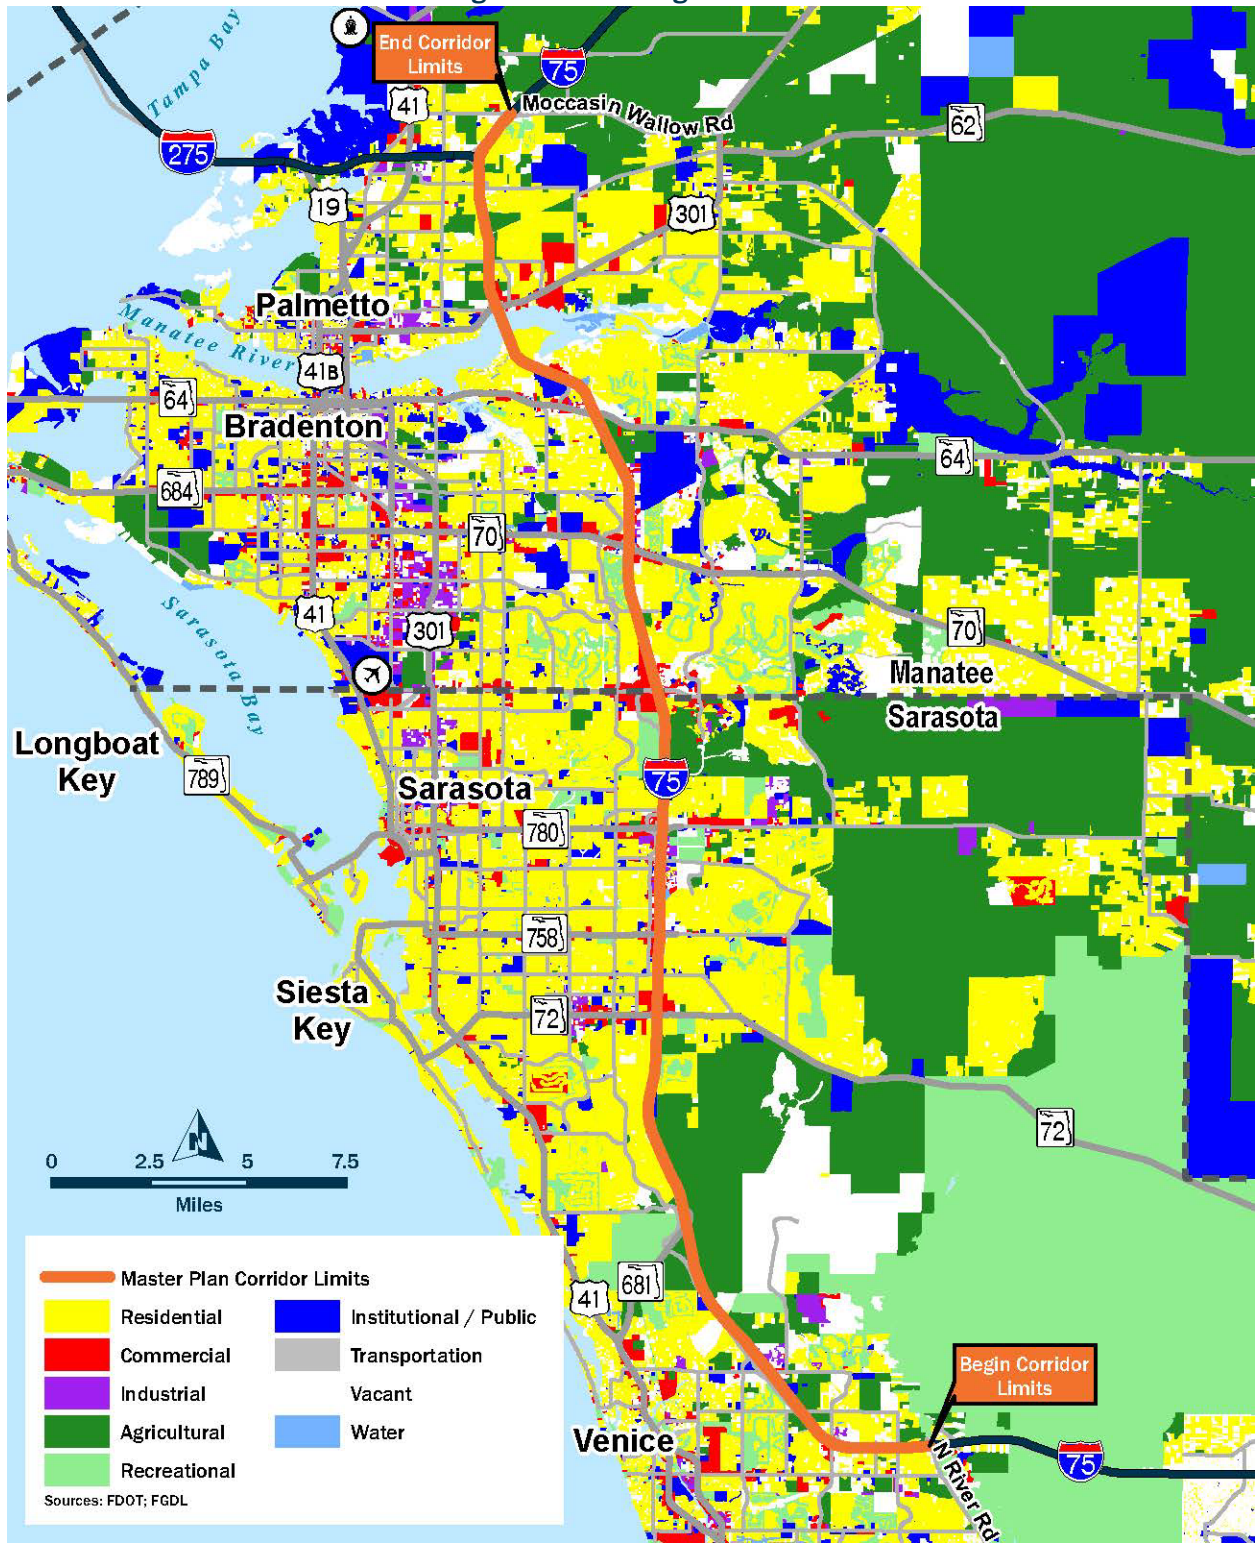 Tampa Bay
End Corridor
Limits
75
41
Moccasin Wallow Rd
62
275
19
301
Palmetto
Manatee River
41B
64
Bradenton
64
684
70
41
301
Sarasota Bay
70
Manatee
Sarasota
Longboat
Key
789
75
Sarasota
780
758
Siesta
Key
72
72
N
0 2.5 5 7.5
Miles
681
41
Master Plan Corridor Limits
Residential
Institutional / Public
Commercial
Transportation
Industrial
Vacant
Agricultural
Water
Recreational
Sources: FDOT; FGDL
Begin Corridor
Limits
Venice
75
N River Rd